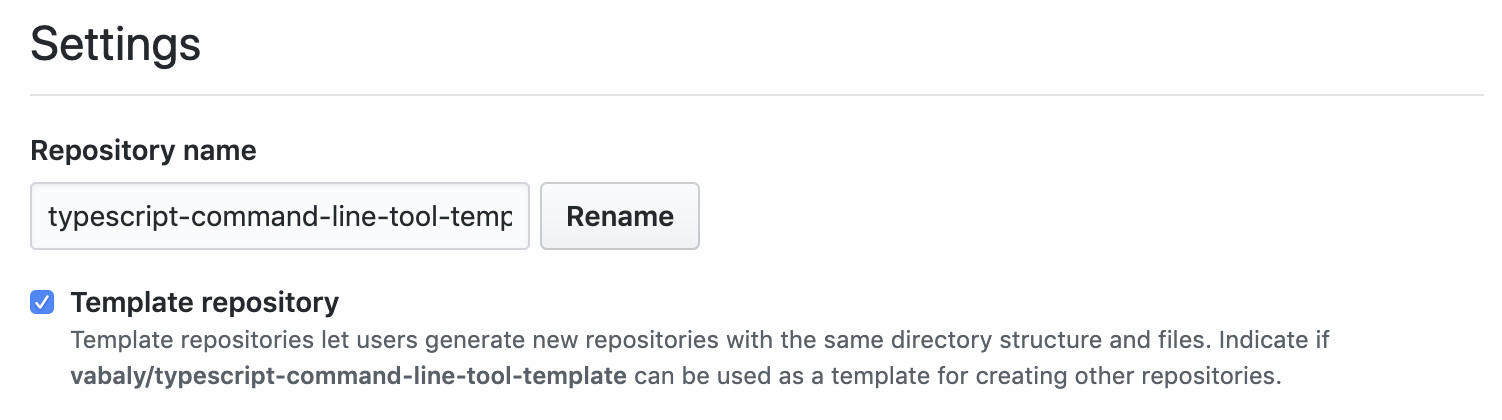 Settings
Repository name
typescript-command-line-tool-temp
Rename
Template repository
Template repositories let users generate new repositories with the same directory structure and files. Indicate if
vabaly/typescript-command-line-tool-template can be used as a template for creating other repositories.